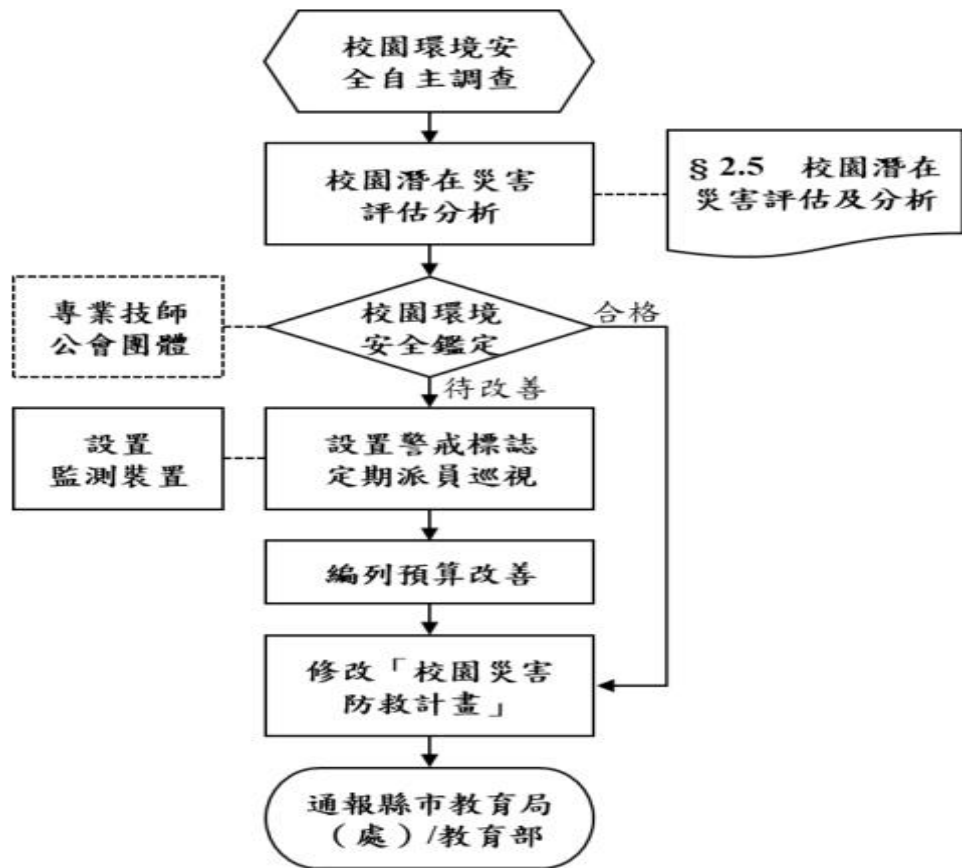 校園環境安
全自主調查
校園潛在災害
評估分析
§ 2.5 校園潛在
災害評估及分析
專業技師
公會團體
校園環境
安全鑑定
合格
待改善
設置
監測裝置
設置警戒標誌
定期派員巡視
編列預算改善
修改「校園災害
防救計畫」
通報縣市教育局
（處）/教育部